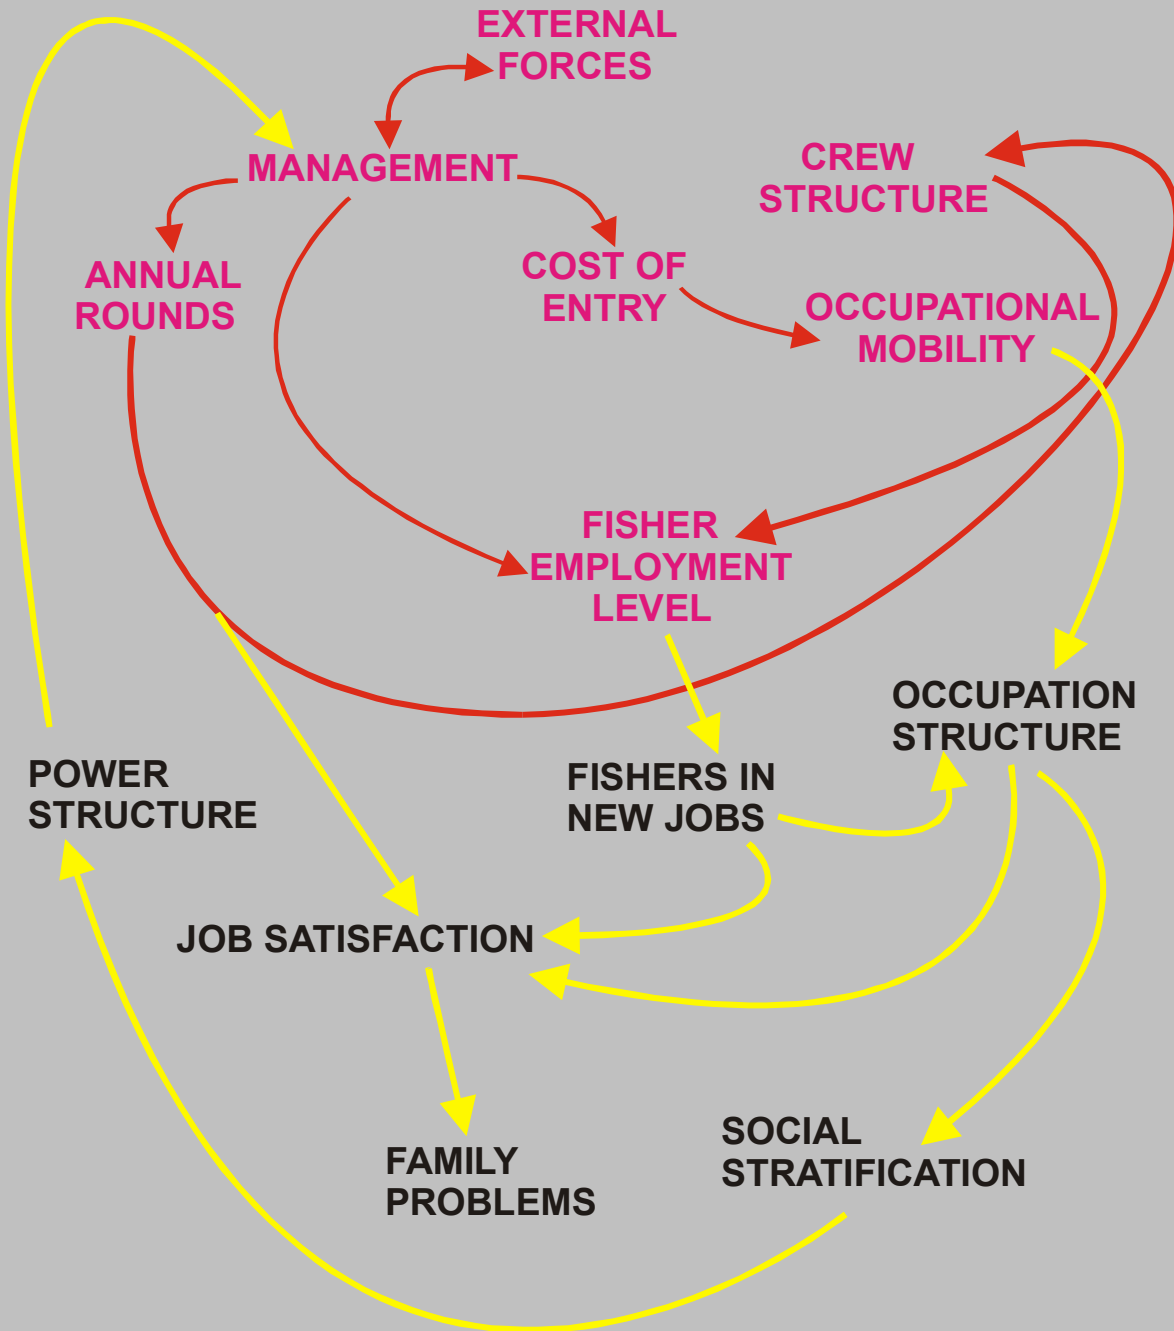 EXTERNAL
FORCES
MANAGEMENT
CREW
STRUCTURE
ANNUAL
ROUNDS
COST OF
ENTRY
OCCUPATIONAL
MOBILITY
FISHER
EMPLOYMENT
LEVEL
OCCUPATION
STRUCTURE
POWER
STRUCTURE
FISHERS IN
NEW JOBS
JOB SATISFACTION
FAMILY
PROBLEMS
SOCIAL
STRATIFICATION